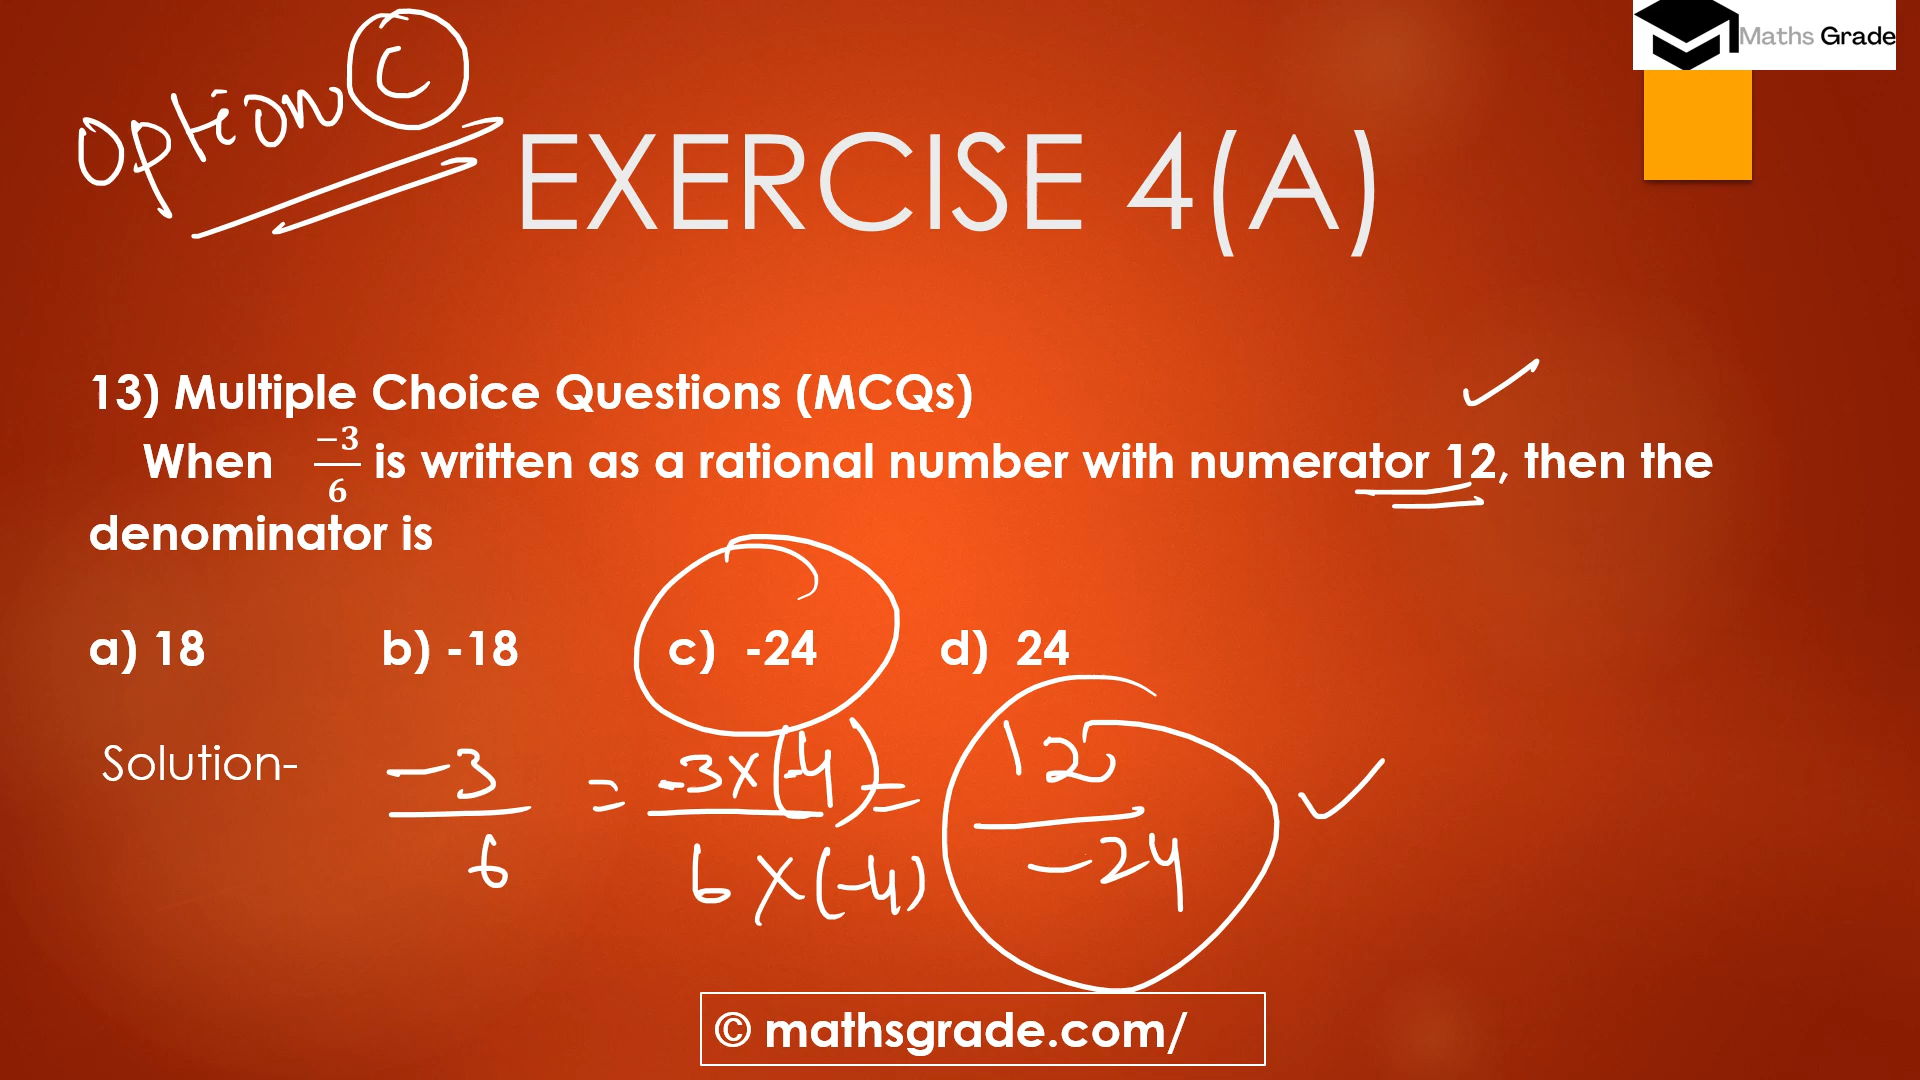 Maths Grade
Option C
EXERCISE 4(A)
13) Multiple Choice Questions (MCQs)
When −3/6 is written as a rational number with numerator 12, then the
denominator is
a) 18 b) -18 c) -24 d) 24
Solution- −3/6 = -3×(-4)/6×(-4) = 12/−24
© mathsgrade.com/